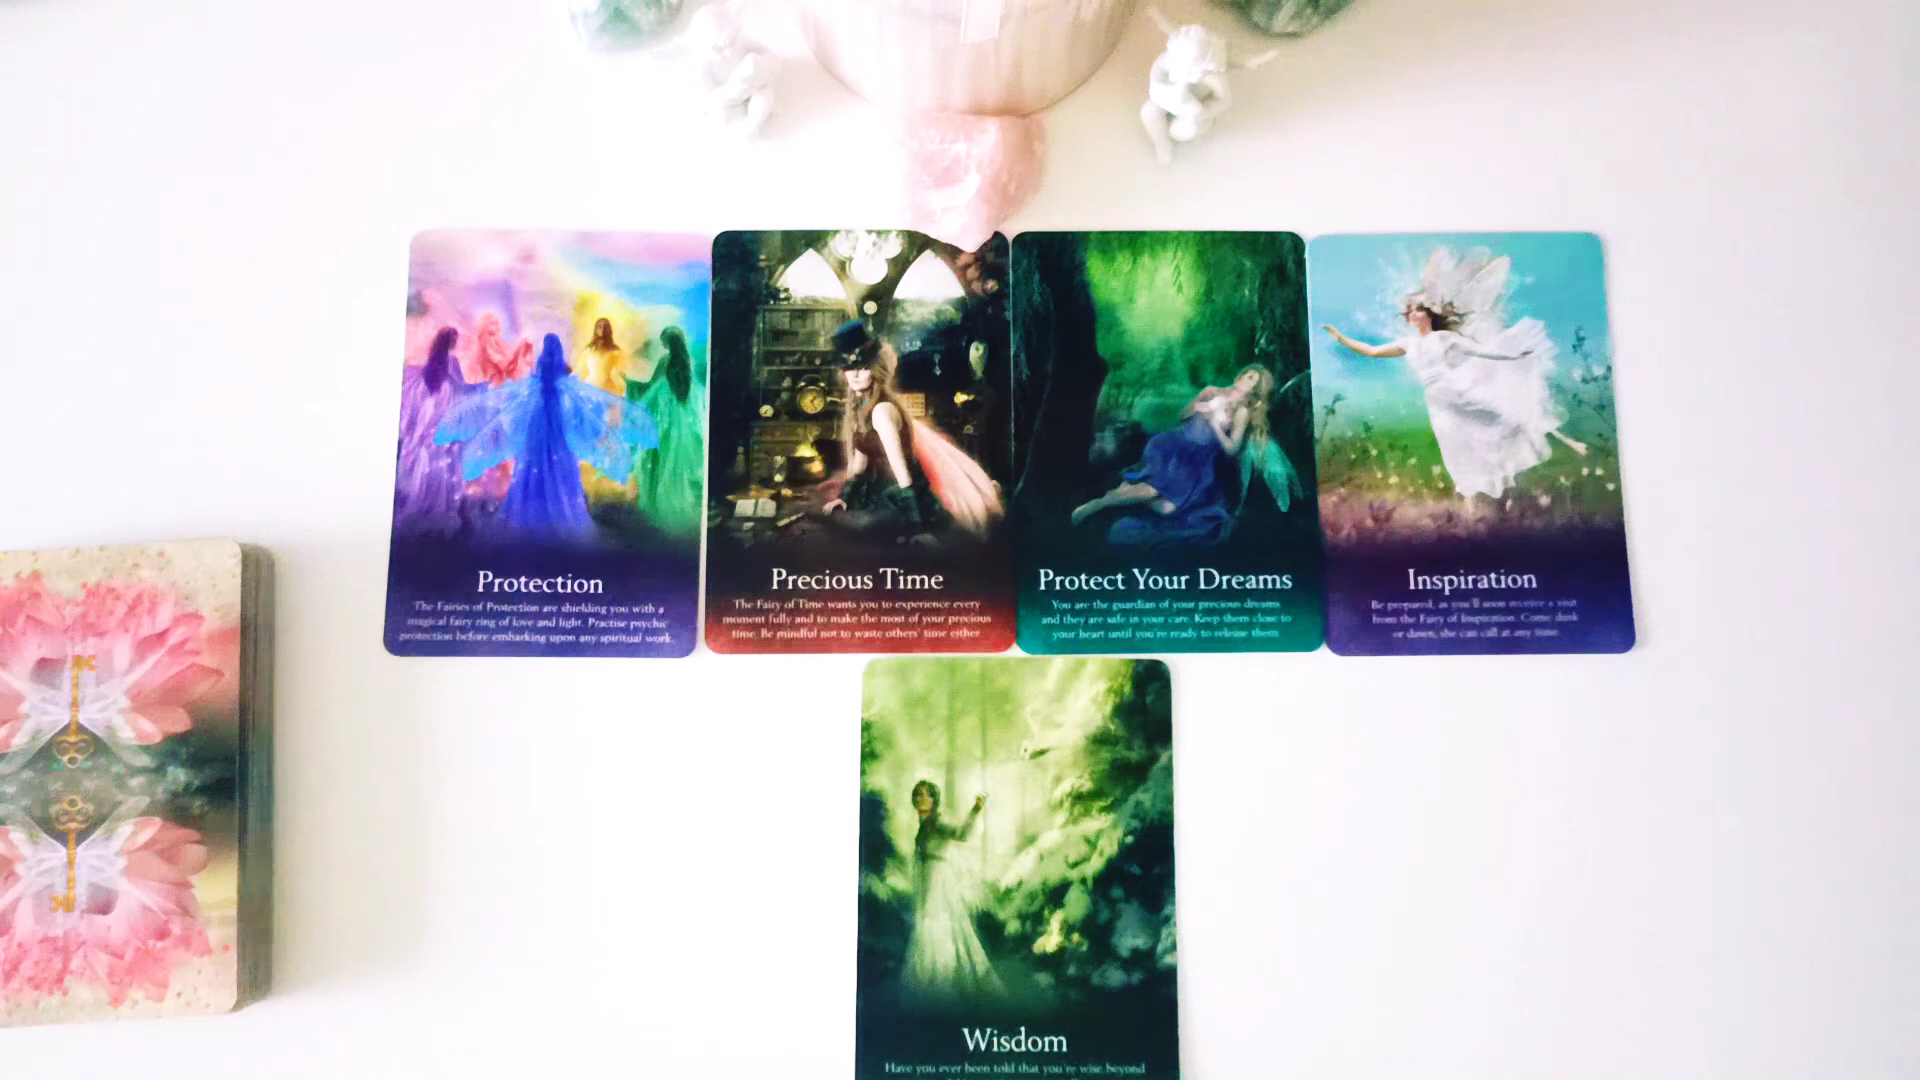 Protection
The Fairies of Protection are shielding you with a
magical fairy ring of love and light. Practise psychic
protection before embarking upon any spiritual work.
Precious Time
The Fairy of Time wants you to experience every
moment fully and to make the most of your precious
time. Be mindful not to waste others' time either.
Protect Your Dreams
You are the guardian of your precious dreams
and they are safe in your care. Keep them close to
your heart until you're ready to release them.
Inspiration
Be prepared, as you'll soon receive a visit
from the Fairy of Inspiration. Come dusk
or dawn, she can call at any time.
Wisdom
Have you ever been told that you're wise beyond